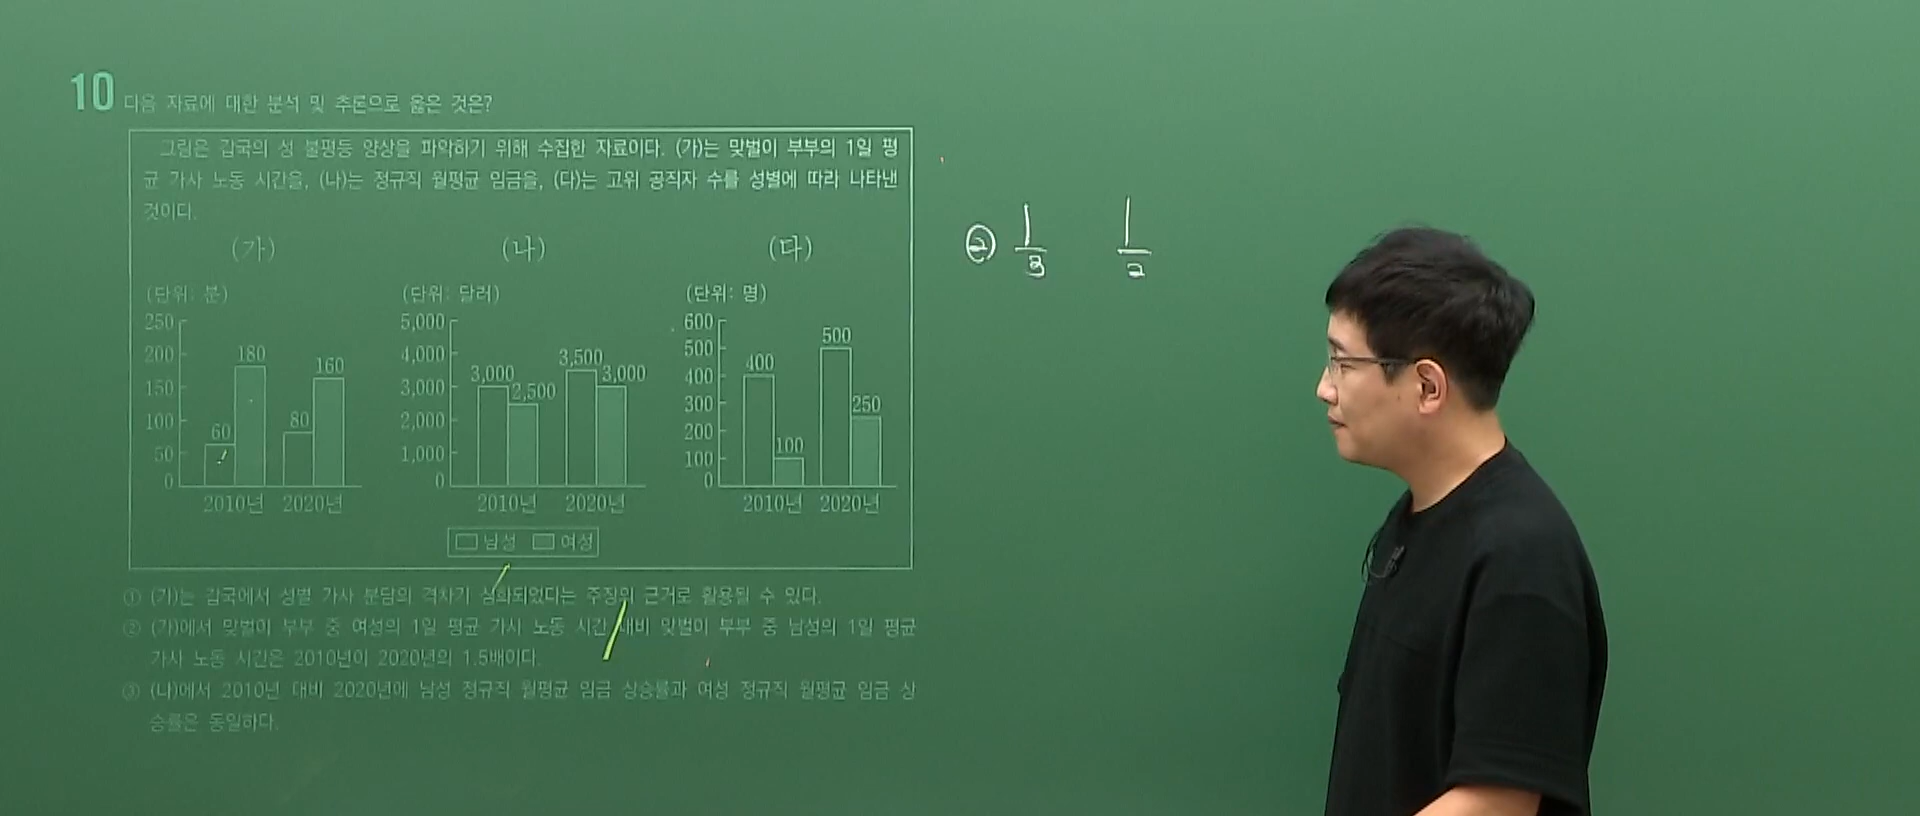 10 다음 자료에 대한 분석 및 추론으로 옳은 것은?
그림은 갑국의 성 불평등 양상을 파악하기 위해 수집한 자료이다. (가)는 맞벌이 부부의 1일 평
균 가사 노동 시간을, (나)는 정규직 월평균 임금을, (다)는 고위 공직자 수를 성별에 따라 나타낸
것이다.
(가) (나) (다)
(단위: 분) (단위: 달러) (단위: 명)
250
200
150
100
50
0
60 180 80 160
2010년 2020년
5,000
4,000
3,000
2,000
1,000
0
3,000 2,500 3,500 3,000
2010년 2020년
600
500
400
300
200
100
0
400 100 500 250
2010년 2020년
남성 여성
① (가)는 갑국에서 성별 가사 분담의 격차가 심화되었다는 주장의 근거로 활용될 수 있다.
② (가)에서 맞벌이 부부 중 여성의 1일 평균 가사 노동 시간 대비 맞벌이 부부 중 남성의 1일 평균
가사 노동 시간은 2010년이 2020년의 1.5배이다.
③ (나)에서 2010년 대비 2020년에 남성 정규직 월평균 임금 상승률과 여성 정규직 월평균 임금 상
승률은 동일하다.
② 1/3 1/2